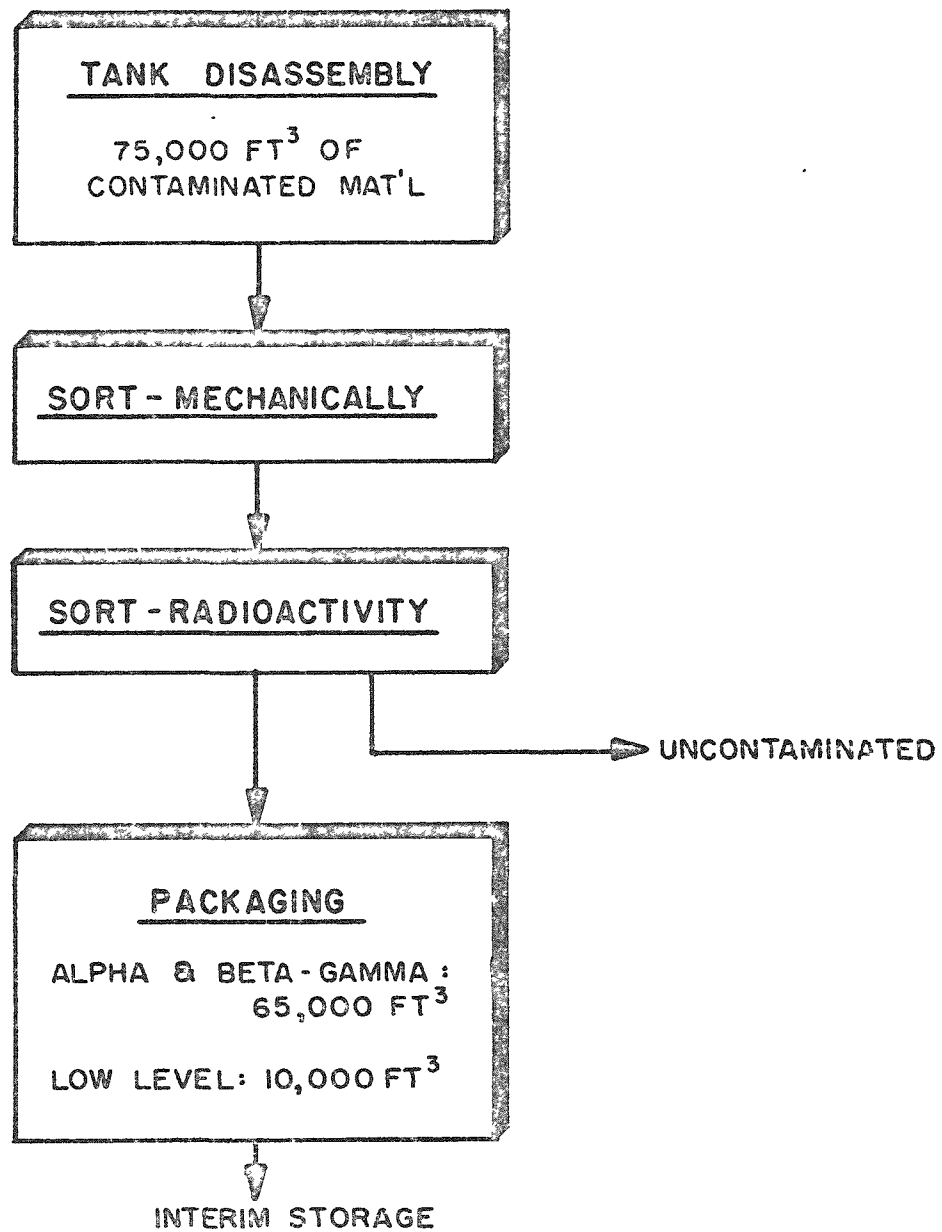 TANK DISASSEMBLY
75,000 FT³ OF
CONTAMINATED MAT'L
SORT - MECHANICALLY
SORT - RADIOACTIVITY
UNCONTAMINATED
PACKAGING
ALPHA & BETA - GAMMA :
65,000 FT³
LOW LEVEL: 10,000 FT³
INTERIM STORAGE